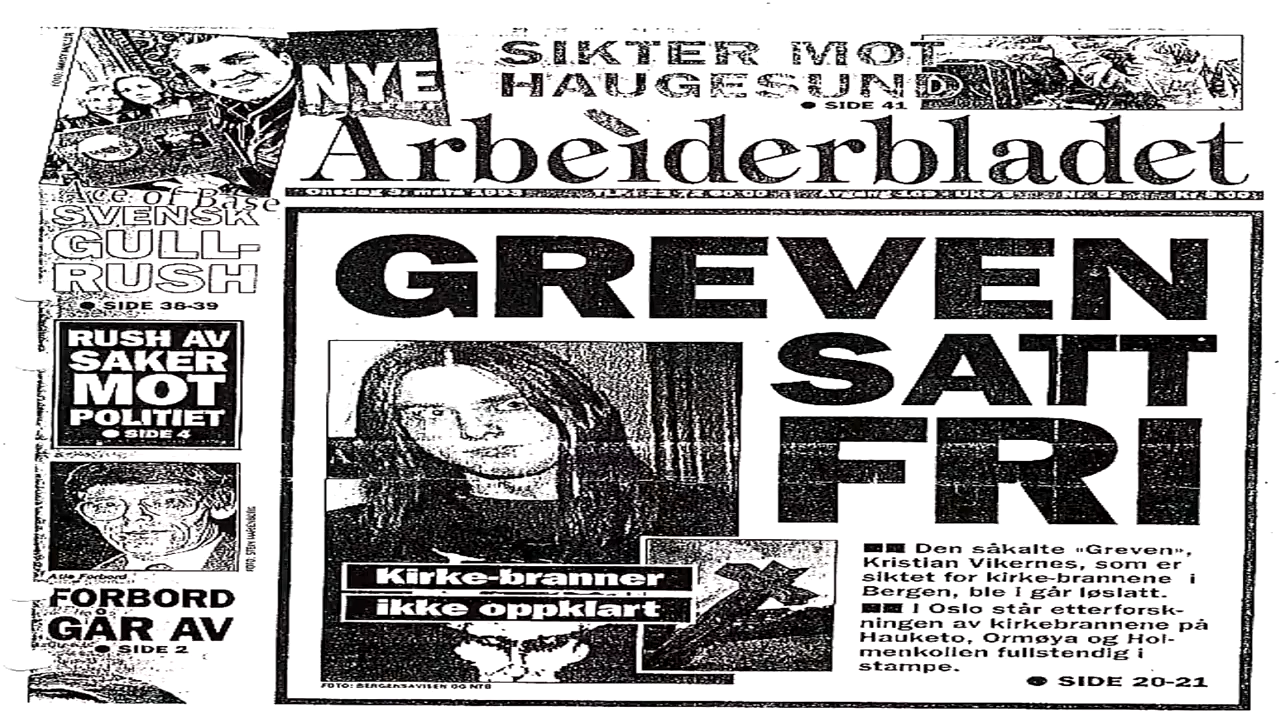 NYE
SIKTER MOT
HAUGESUND
● SIDE 41
Arbeiderbladet
Onsdag
Ace of Base
SVENSK
GULL-
RUSH
● SIDE 38-39
RUSH AV
SAKER
MOT
POLITIET
● SIDE 4
Atle Forbord
FORBORD
GÅR AV
● SIDE 2
GREVEN
SATT
FRI
Kirke-branner
ikke oppklart
FOTO: BERGENSAVISEN OG NTB
■■ Den såkalte «Greven»,
Kristian Vikernes, som er
siktet for kirke-brannene i
Bergen, ble i går løslatt.
■■ I Oslo står etterforsk-
ningen av kirkebrannene på
Hauketo, Ormøya og Hol-
menkollen fullstendig i
stampe.
● SIDE 20-21